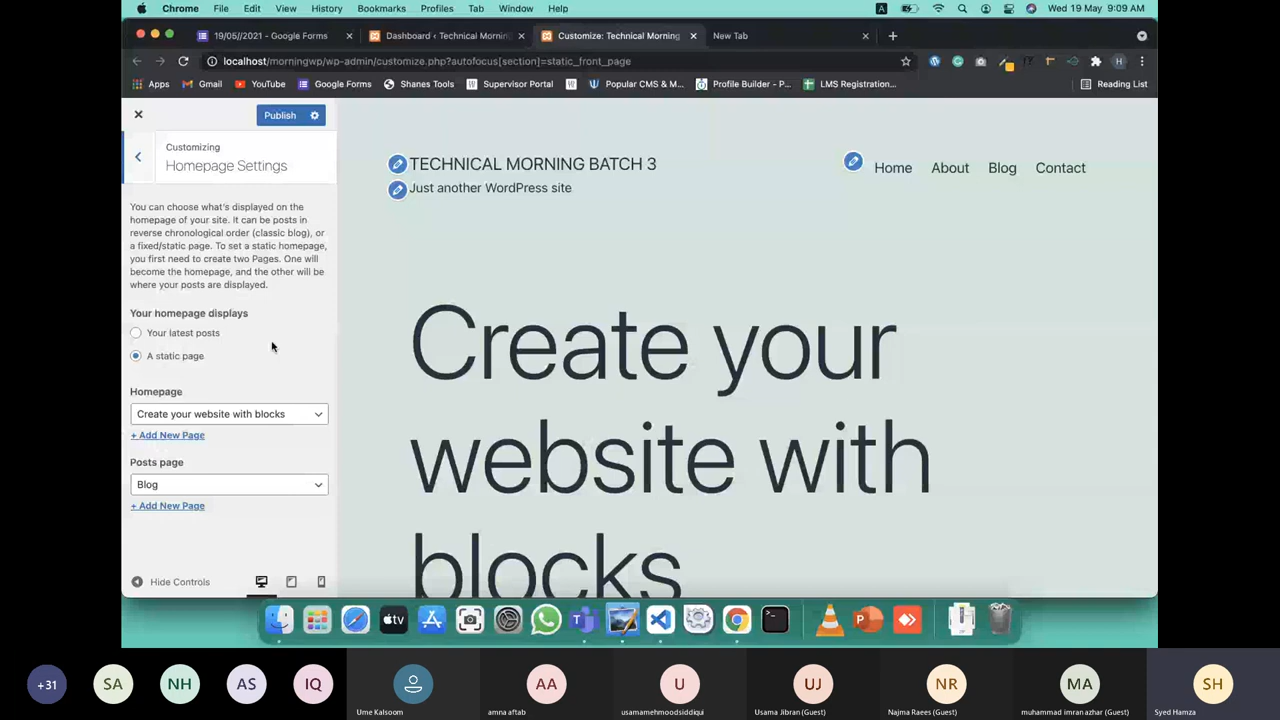 Chrome File Edit View History Bookmarks Profiles Tab Window Help A Wed 19 May 9:09 AM
19/05//2021 - Google Forms Dashboard ‹ Technical Mornin Customize: Technical Morning New Tab
localhost/morningwp/wp-admin/customize.php?autofocus[section]=static_front_page H
Apps Gmail YouTube Google Forms Shanes Tools Supervisor Portal Popular CMS & M... Profile Builder - P... LMS Registration... Reading List
Publish
Customizing
Homepage Settings
You can choose what's displayed on the
homepage of your site. It can be posts in
reverse chronological order (classic blog), or
a fixed/static page. To set a static homepage,
you first need to create two Pages. One will
become the homepage, and the other will be
where your posts are displayed.
Your homepage displays
Your latest posts
A static page
Homepage
Create your website with blocks
+ Add New Page
Posts page
Blog
+ Add New Page
Hide Controls
TECHNICAL MORNING BATCH 3
Just another WordPress site
Home About Blog Contact
Create your
website with
blocks
tv
+31 SA NH AS IQ AA U UJ NR MA SH
Ume Kalsoom amna aftab usamamehmoodsiddiqui Usama Jibran (Guest) Najma Raees (Guest) muhammad imran azhar (Guest) Syed Hamza